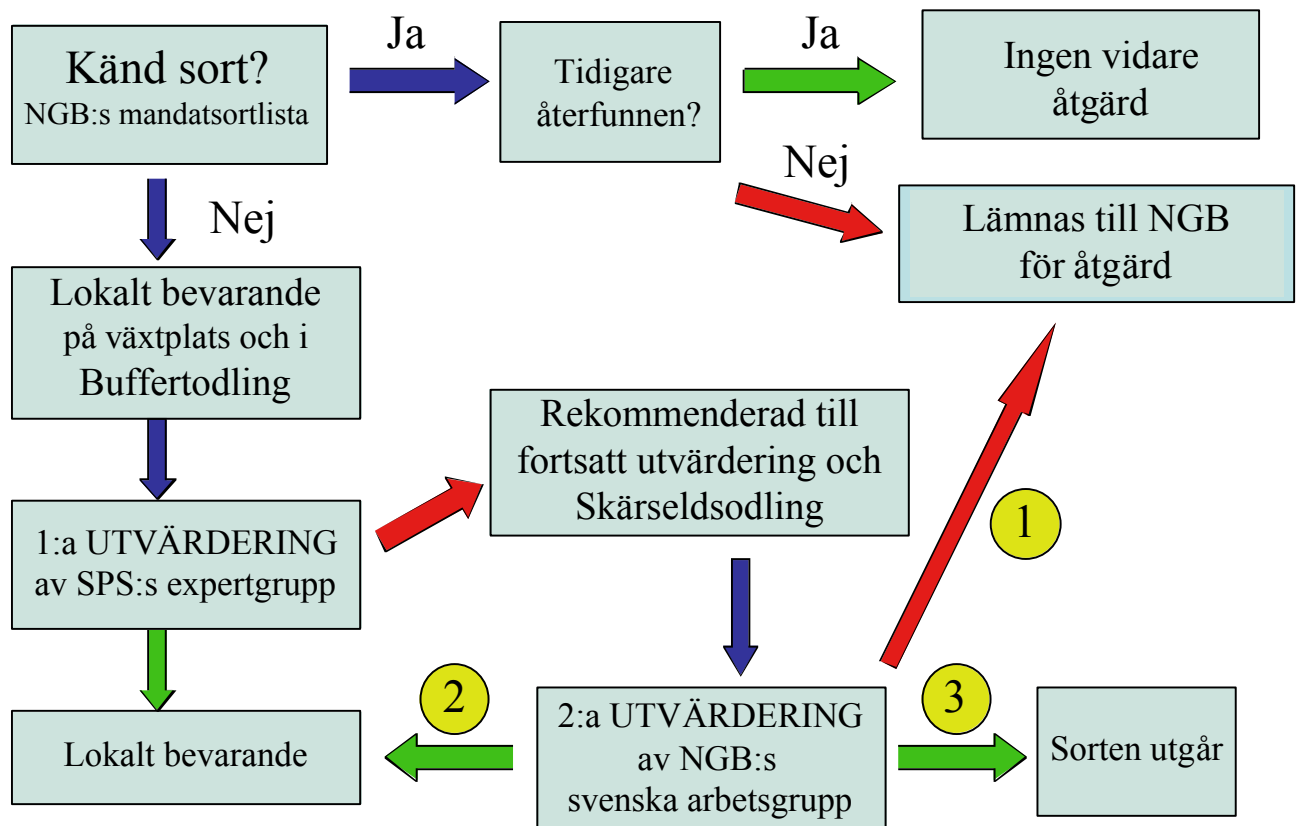 Känd sort?
NGB:s mandatsortlista
Ja
Tidigare
återfunnen?
Ja
Ingen vidare
åtgärd
Nej
Lämnas till NGB
för åtgärd
Nej
Lokalt bevarande
på växtplats och i
Buffertodling
Rekommenderad till
fortsatt utvärdering och
Skärseldsodling
1:a UTVÄRDERING
av SPS:s expertgrupp
1
2
3
Lokalt bevarande
2:a UTVÄRDERING
av NGB:s
svenska arbetsgrupp
Sorten utgår